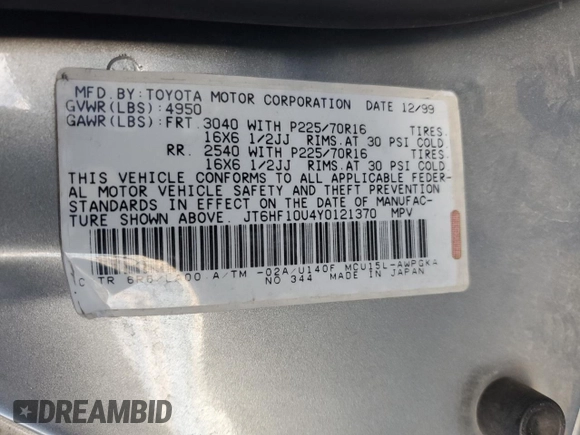 MFD.BY:TOYOTA MOTOR CORPORATION DATE 12/99
GVWR(LBS):4950
GAWR(LBS):FRT.3040 WITH P225/70R16 TIRES,
16X6 1/2JJ RIMS.AT 30 PSI COLD.
RR. 2540 WITH P225/70R16 TIRES,
16X6 1/2JJ RIMS.AT 30 PSI COLD
THIS VEHICLE CONFORMS TO ALL APPLICABLE FEDER-
AL MOTOR VEHICLE SAFETY AND THEFT PREVENTION
STANDARDS IN EFFECT ON THE DATE OF MANUFAC-
TURE SHOWN ABOVE. JT6HF10U4Y0121370 MPV
C TR A/TM -02A/U140F MCU15L-AWPGKA
NO 344 MADE IN JAPAN
DREAMBID